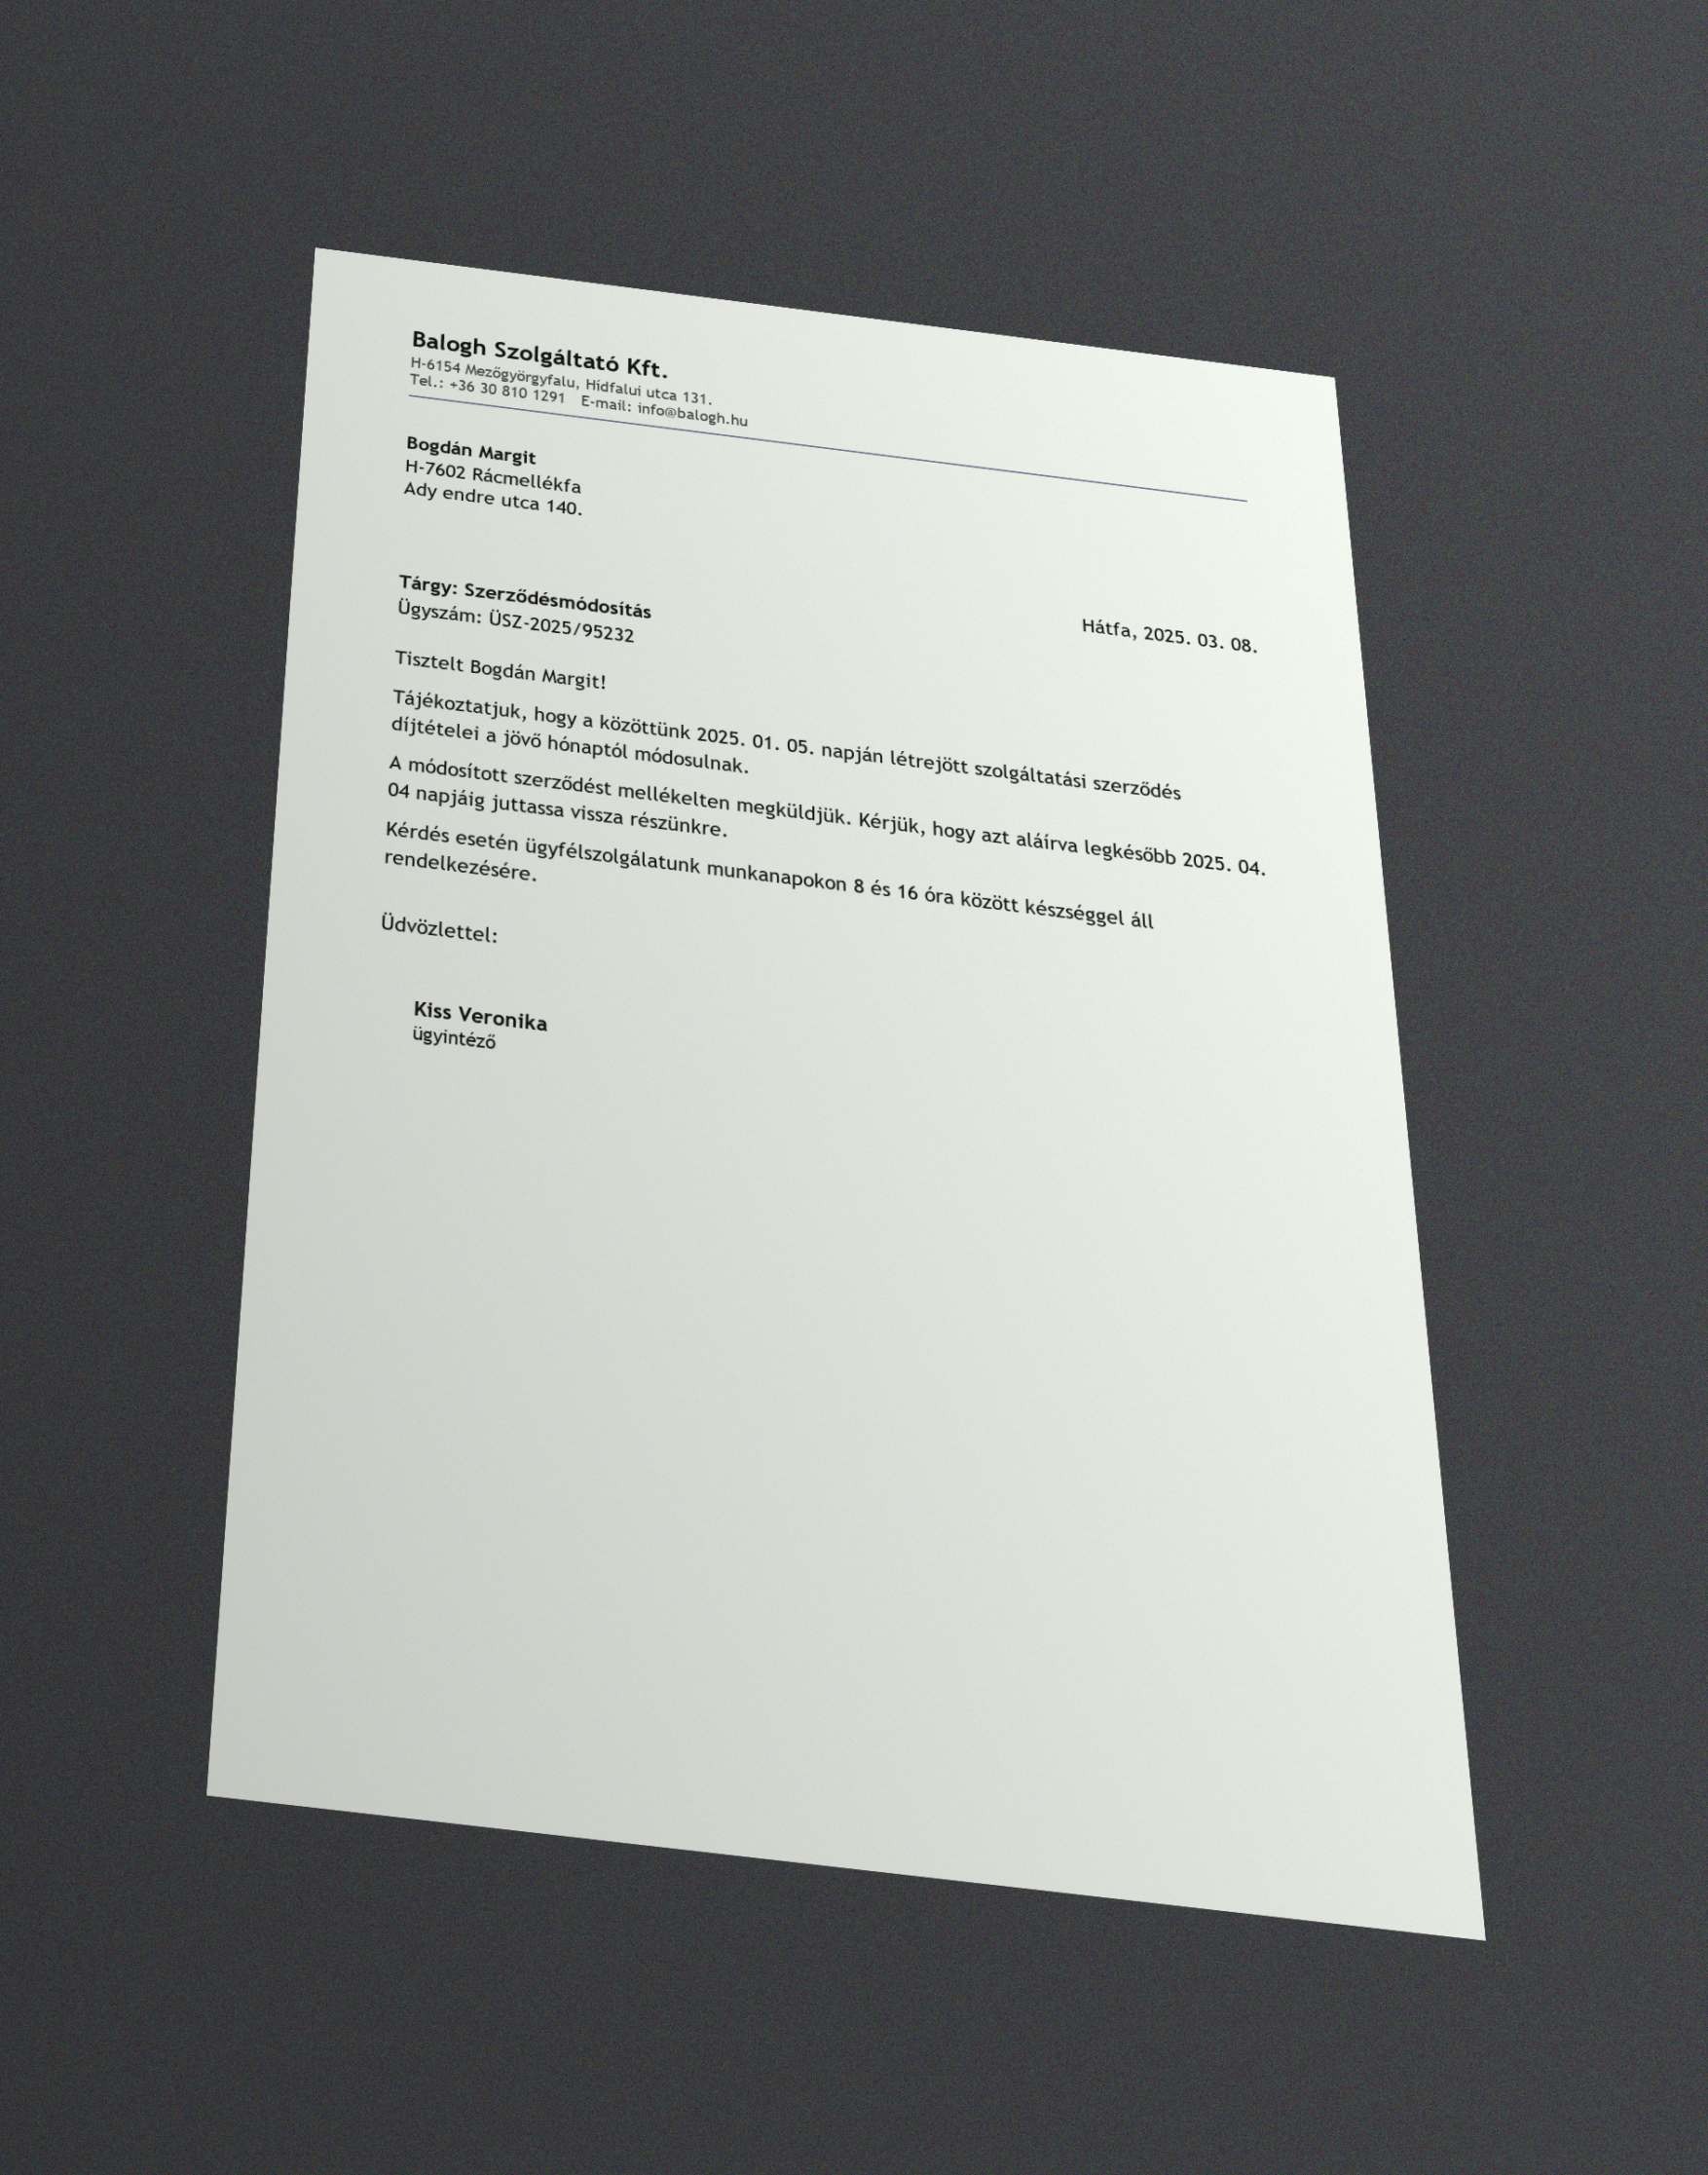 Balogh Szolgáltató Kft.
H-6154 Mezőgyörgyfalu, Hídfalui utca 131.
Tel.: +36 30 810 1291 E-mail: info@balogh.hu
Bogdán Margit
H-7602 Rácmellékfa
Ady endre utca 140.
Hátfa, 2025. 03. 08.
Tárgy: Szerződésmódosítás
Ügyszám: ÜSZ-2025/95232
Tisztelt Bogdán Margit!
Tájékoztatjuk, hogy a közöttünk 2025. 01. 05. napján létrejött szolgáltatási szerződés
díjtételei a jövő hónaptól módosulnak.
A módosított szerződést mellékelten megküldjük. Kérjük, hogy azt aláírva legkésőbb 2025. 04.
04 napjáig juttassa vissza részünkre.
Kérdés esetén ügyfélszolgálatunk munkanapokon 8 és 16 óra között készséggel áll
rendelkezésére.
Üdvözlettel:
Kiss Veronika
ügyintéző